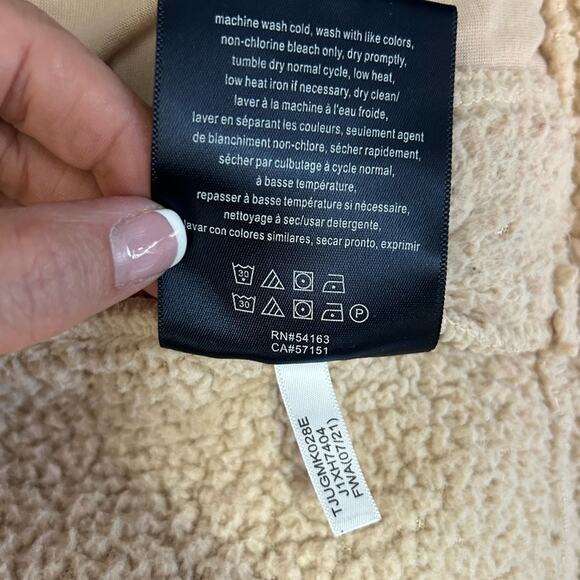 machine wash cold, wash with like colors,
non-chlorine bleach only, dry promptly,
tumble dry normal cycle, low heat,
low heat iron if necessary, dry clean/
laver à la machine à l'eau froide,
laver en séparant les couleurs, seulement agent
de blanchiment non-chlore, sécher rapidement,
sécher par culbutage à cycle normal,
à basse température,
repasser à basse température si nécessaire,
nettoyage à sec/usar detergente,
lavar con colores similares, secar pronto, exprimir
30
30 P
RN#54163
CA#57151
TJUGMK028E
J1XH7404
FWA(07/21)